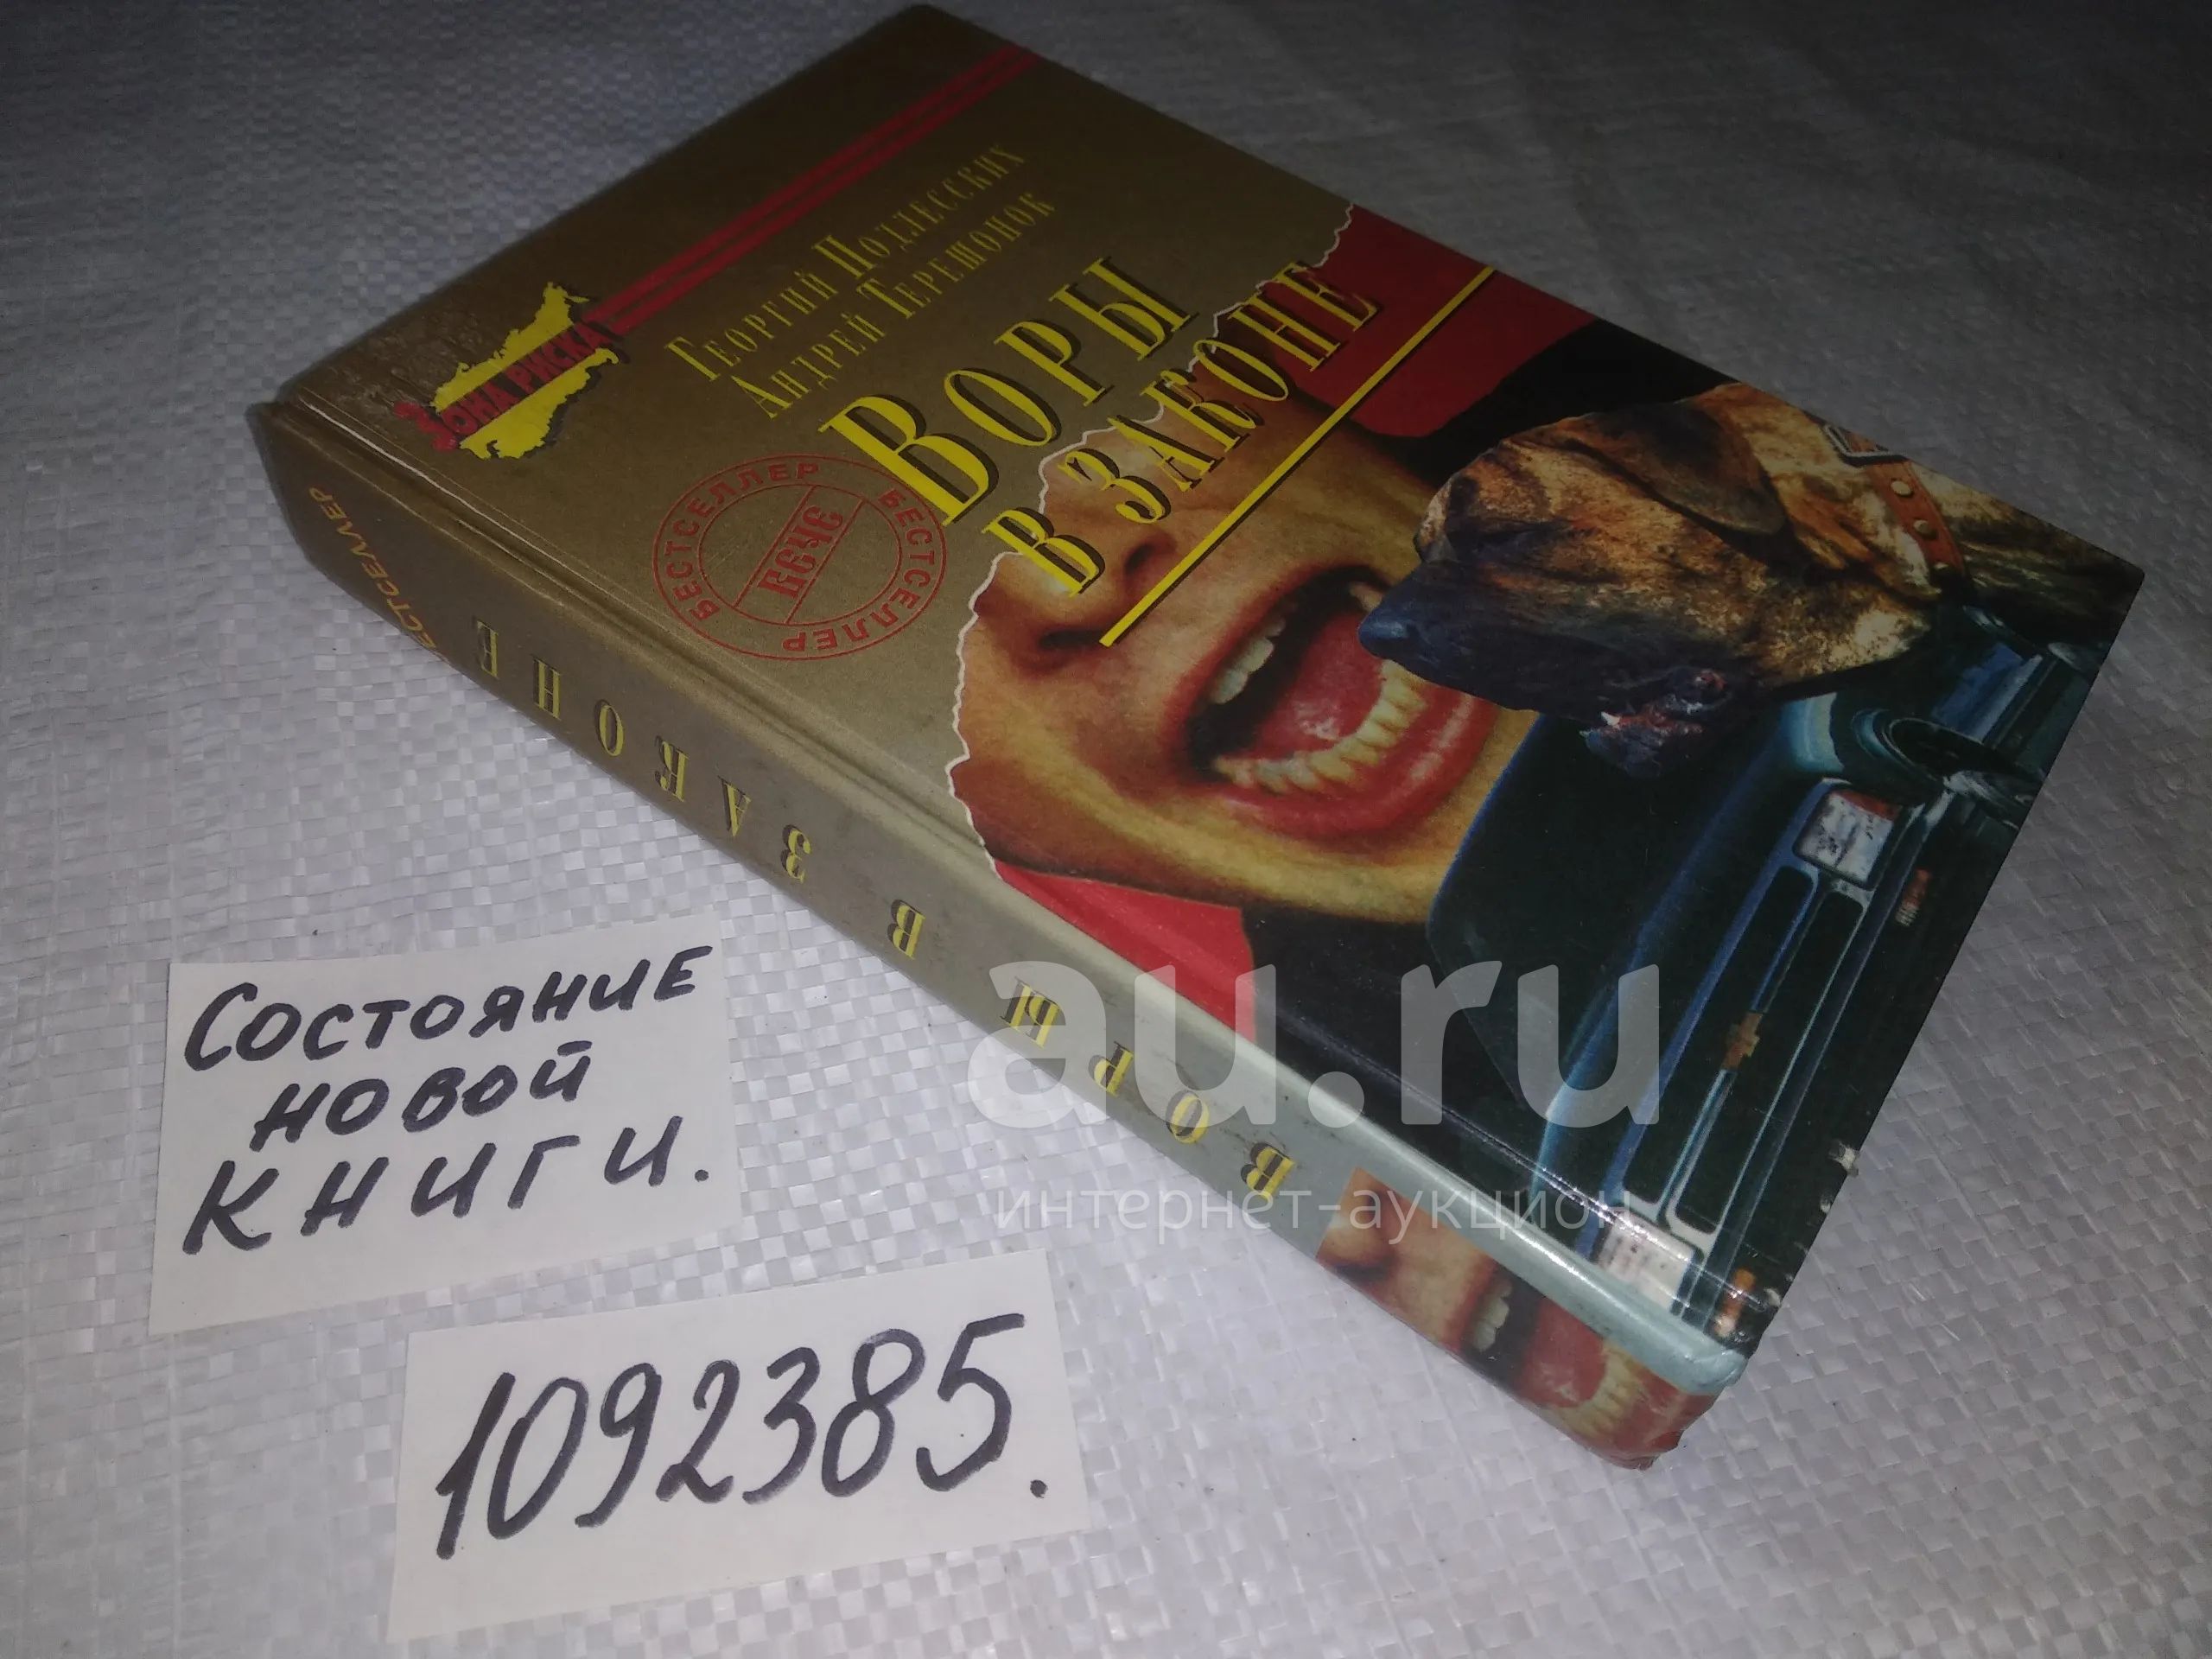 Зона риска
Георгий Подлесских
Андрей Терешонок
Воры
в законе
БЕСТСЕЛЛЕР БЕСТСЕЛЛЕР
ВЕЧЕ
БЕСТСЕЛЛЕР
ВОРЫ В ЗАКОНЕ
Состояние
новой
книги.
1092385.
au.ru
интернет-аукцион